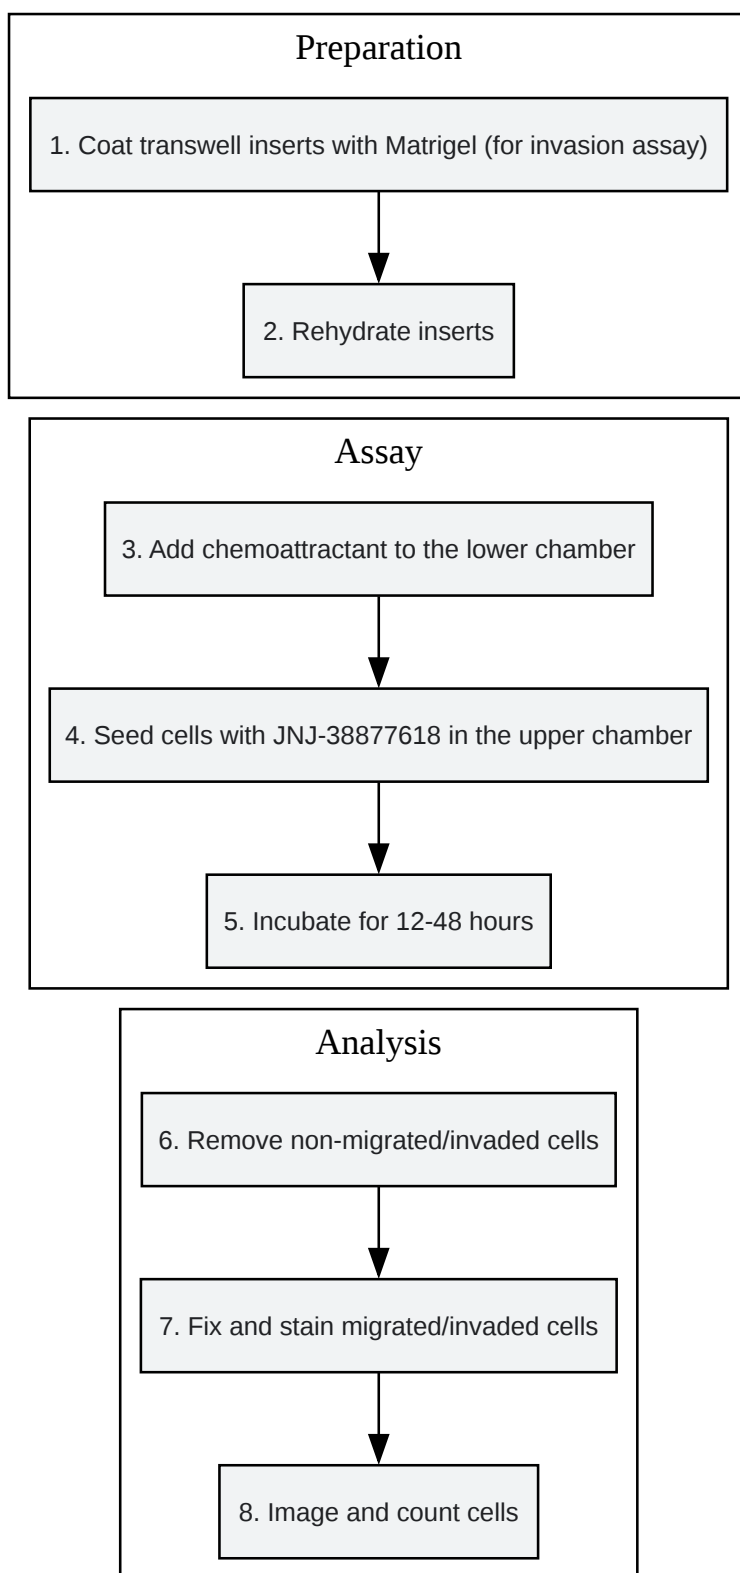 Preparation
1. Coat transwell inserts with Matrigel (for invasion assay)
2. Rehydrate inserts
Assay
3. Add chemoattractant to the lower chamber
4. Seed cells with JNJ-38877618 in the upper chamber
5. Incubate for 12-48 hours
Analysis
6. Remove non-migrated/invaded cells
7. Fix and stain migrated/invaded cells
8. Image and count cells